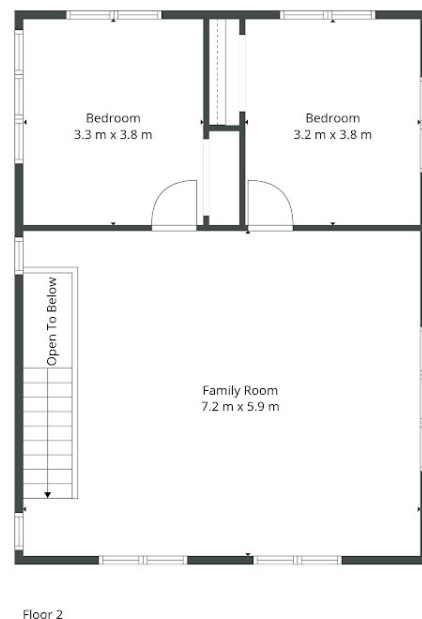 Bedroom
3.3 m x 3.8 m
Bedroom
3.2 m x 3.8 m
Open To Below
Family Room
7.2 m x 5.9 m
Floor 2